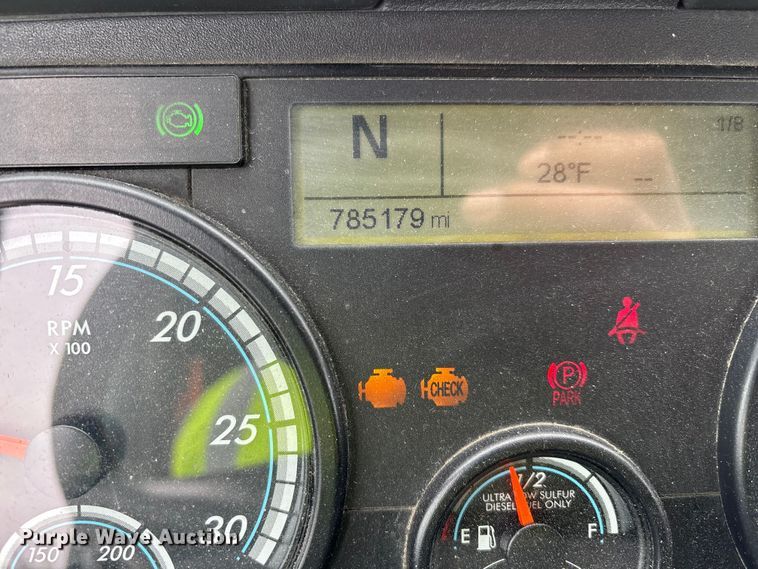 N
--:--
1/8
28°F --
785179 mi
15
RPM
X 100
20
25
30
CHECK
P
PARK
1/2
ULTRA LOW SULFUR
DIESEL FUEL ONLY
E
F
150
200
Purple Wave Auction